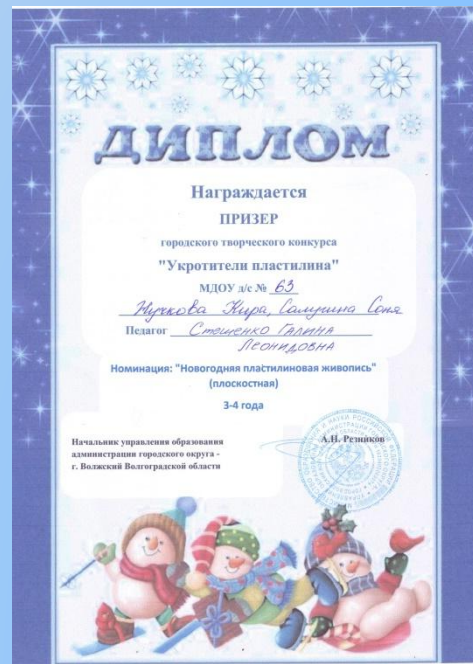 ДИПЛОМ
Награждается
ПРИЗЕР
городского творческого конкурса
"Укротители пластилина"
МДОУ д/с № 63
Жучкова Кира, Самушина Соня
Педагог Стешенко Галина
Леонидовна
Номинация: "Новогодняя пластилиновая живопись"
(плоскостная)
3-4 года
Начальник управления образования
администрации городского округа -
г. Волжский Волгоградской области
А.Н. Резников